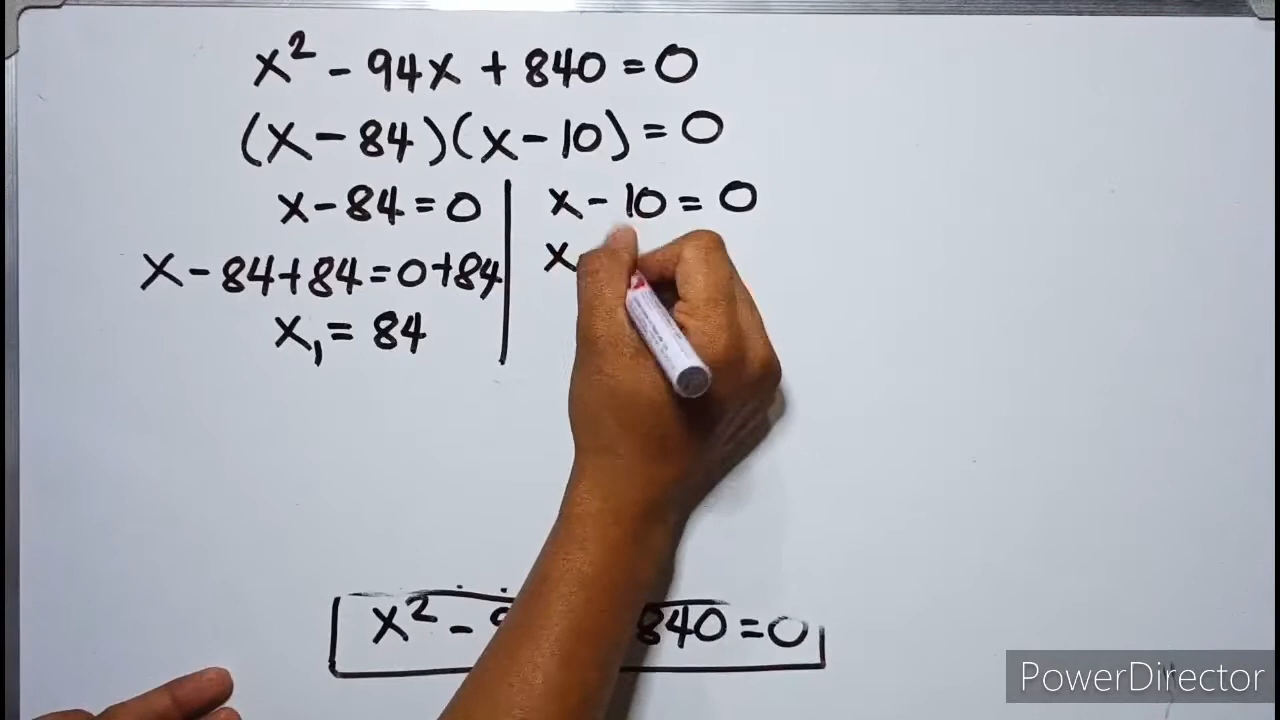 x² - 94x + 840 = 0
(x - 84)(x - 10) = 0
x - 84 = 0
x - 84 + 84 = 0 + 84
x₁ = 84
x - 10 = 0
x
x² - 840 = 0
PowerDirector